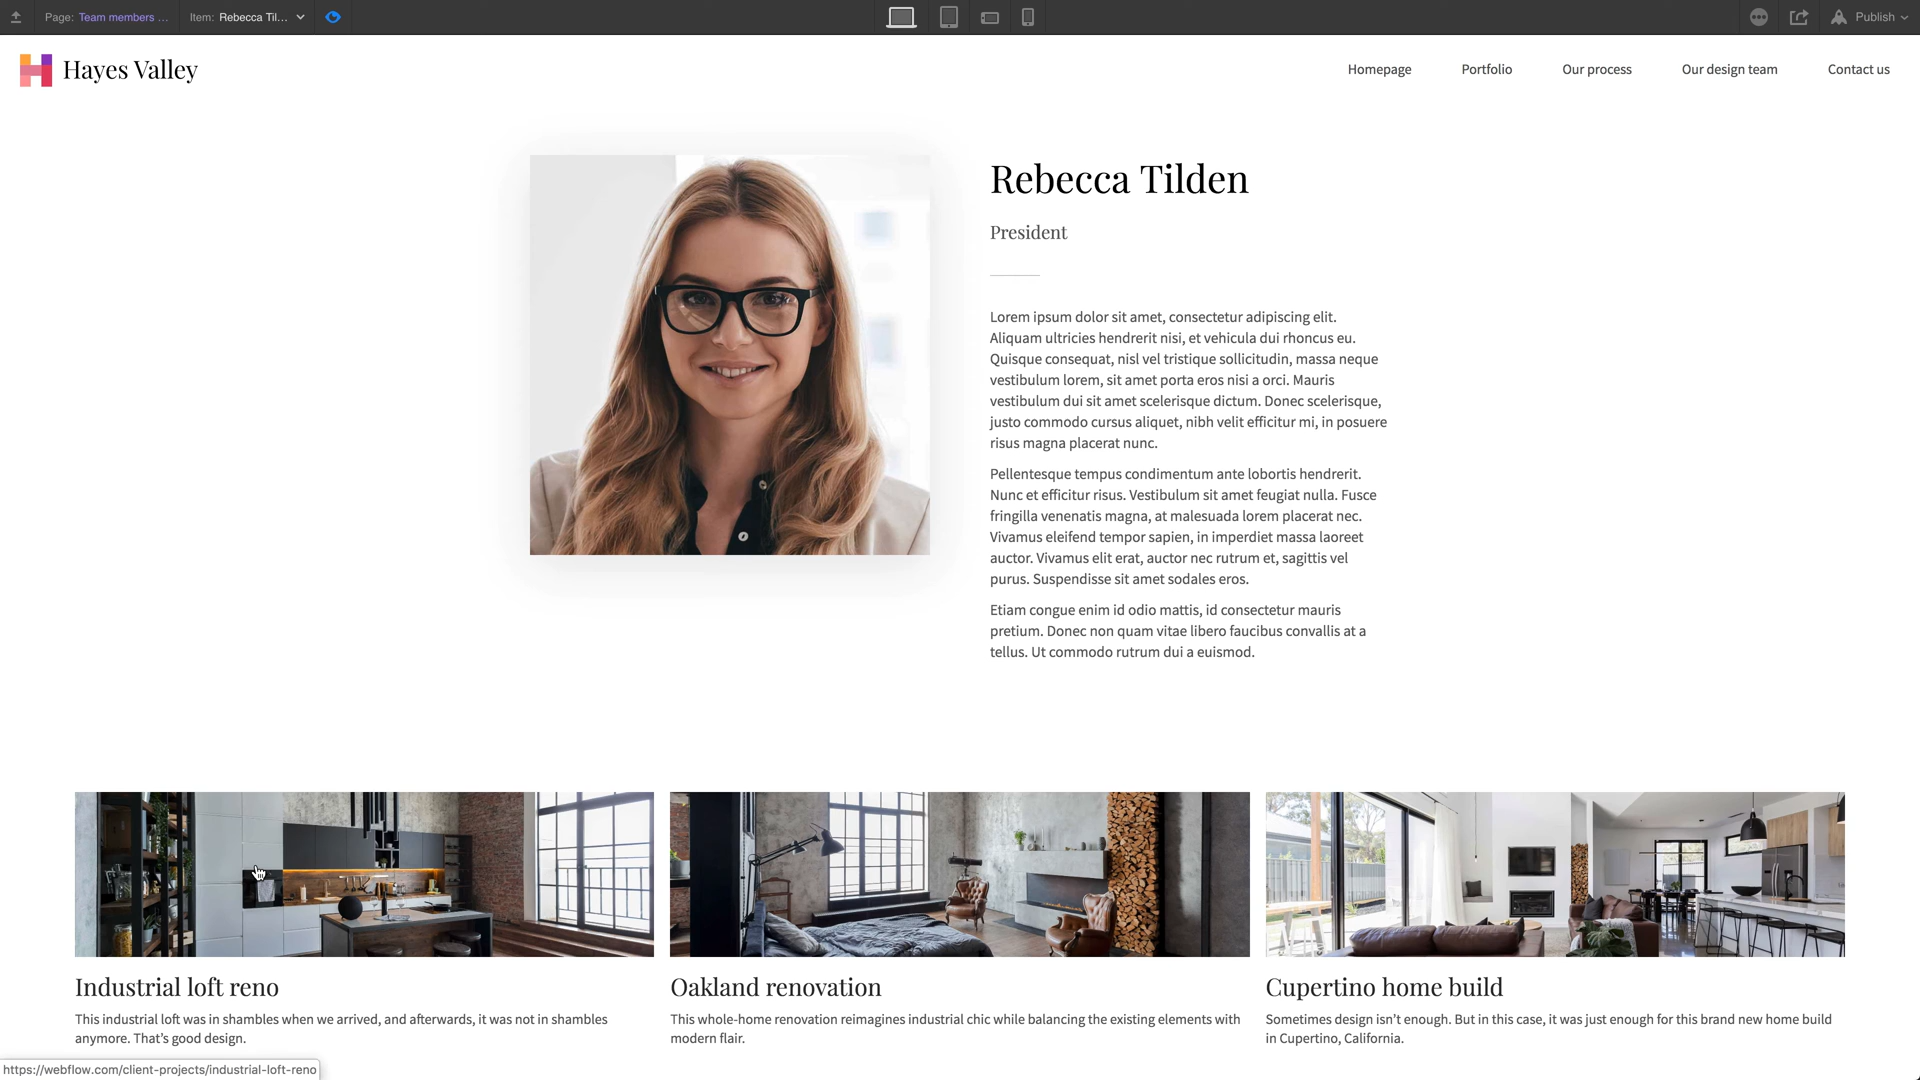 Page: Team members ... Item: Rebecca Til... Publish
Hayes Valley
Homepage Portfolio Our process Our design team Contact us
Rebecca Tilden
President
Lorem ipsum dolor sit amet, consectetur adipiscing elit.
Aliquam ultricies hendrerit nisi, et vehicula dui rhoncus eu.
Quisque consequat, nisl vel tristique sollicitudin, massa neque
vestibulum lorem, sit amet porta eros nisi a orci. Mauris
vestibulum dui sit amet scelerisque dictum. Donec scelerisque,
justo commodo cursus aliquet, nibh velit efficitur mi, in posuere
risus magna placerat nunc.
Pellentesque tempus condimentum ante lobortis hendrerit.
Nunc et efficitur risus. Vestibulum sit amet feugiat nulla. Fusce
fringilla venenatis magna, at malesuada lorem placerat nec.
Vivamus eleifend tempor sapien, in imperdiet massa laoreet
auctor. Vivamus elit erat, auctor nec rutrum et, sagittis vel
purus. Suspendisse sit amet sodales eros.
Etiam congue enim id odio mattis, id consectetur mauris
pretium. Donec non quam vitae libero faucibus convallis at a
tellus. Ut commodo rutrum dui a euismod.
Industrial loft reno
This industrial loft was in shambles when we arrived, and afterwards, it was not in shambles
anymore. That’s good design.
Oakland renovation
This whole-home renovation reimagines industrial chic while balancing the existing elements with
modern flair.
Cupertino home build
Sometimes design isn’t enough. But in this case, it was just enough for this brand new home build
in Cupertino, California.
https://webflow.com/client-projects/industrial-loft-reno